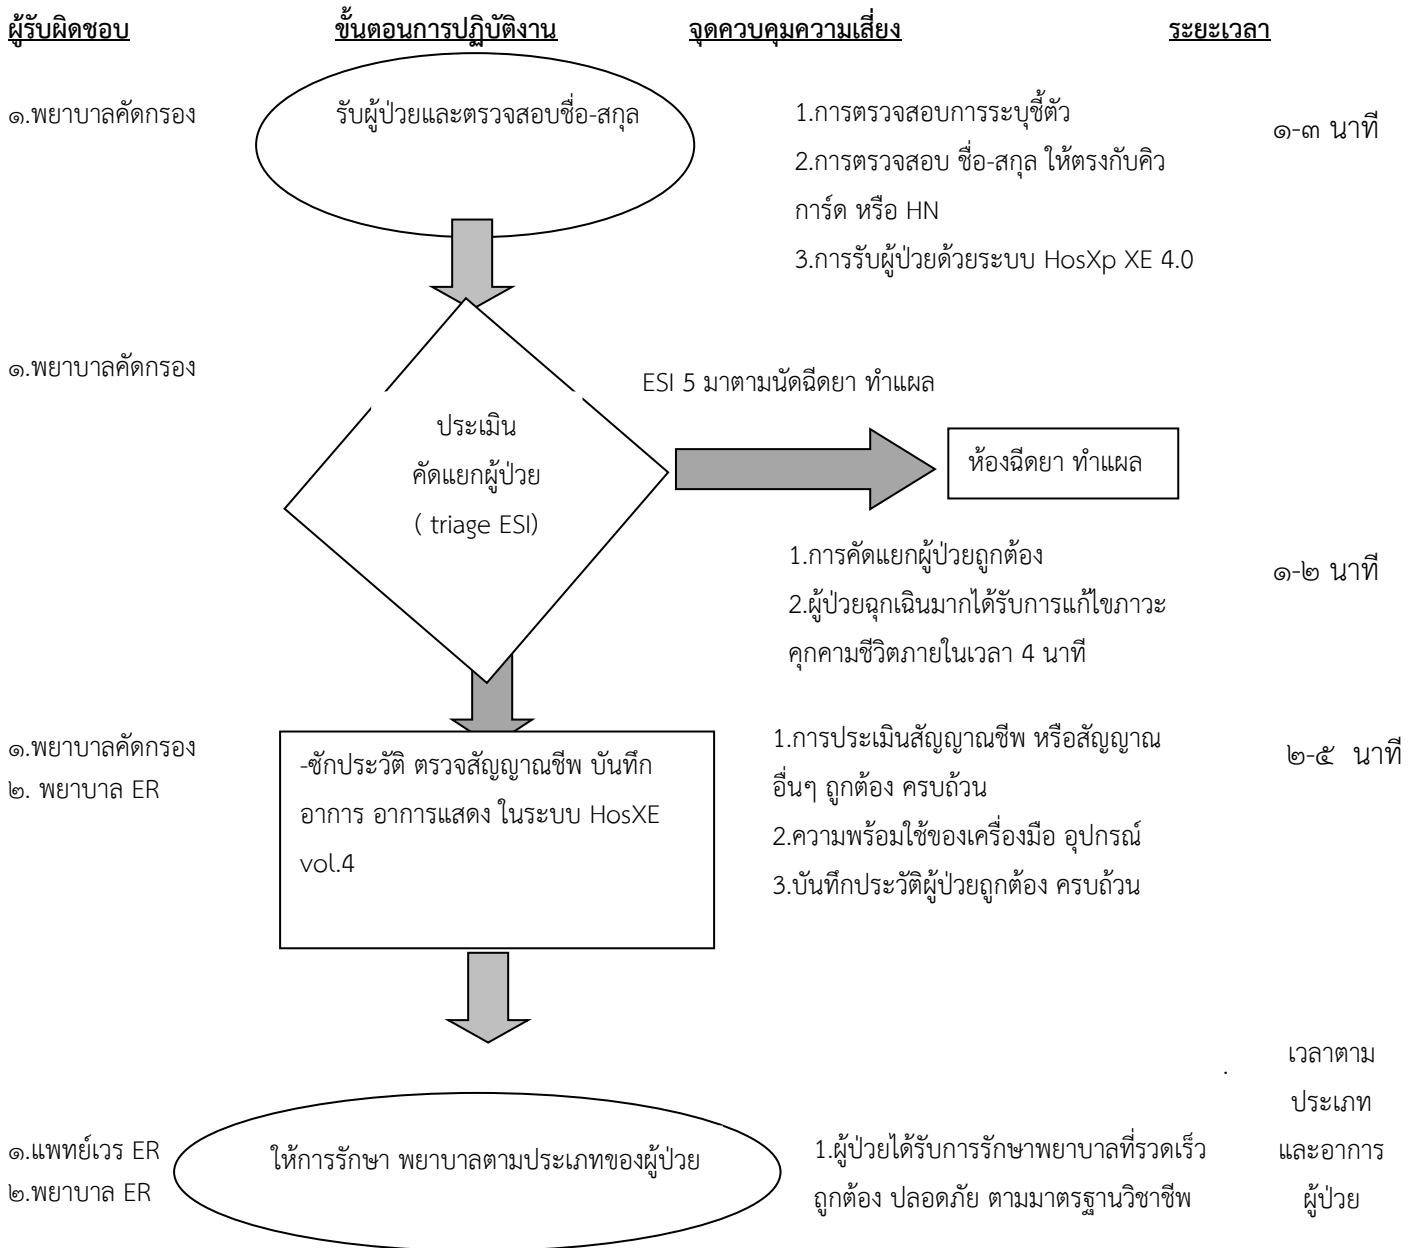 ผู้รับผิดชอบ ขั้นตอนการปฏิบัติงาน จุดควบคุมความเสี่ยง ระยะเวลา
๑.พยาบาลคัดกรอง
รับผู้ป่วยและตรวจสอบชื่อ-สกุล
1.การตรวจสอบการระบุชี้ตัว
2.การตรวจสอบ ชื่อ-สกุล ให้ตรงกับคิว
การ์ด หรือ HN
3.การรับผู้ป่วยด้วยระบบ HosXp XE 4.0
๑-๓ นาที
๑.พยาบาลคัดกรอง
ประเมิน
คัดแยกผู้ป่วย
( triage ESI)
ESI 5 มาตามนัดฉีดยา ทำแผล
ห้องฉีดยา ทำแผล
1.การคัดแยกผู้ป่วยถูกต้อง
2.ผู้ป่วยฉุกเฉินมากได้รับการแก้ไขภาวะ
คุกคามชีวิตภายในเวลา 4 นาที
๑-๒ นาที
๑.พยาบาลคัดกรอง
๒. พยาบาล ER
-ซักประวัติ ตรวจสัญญาณชีพ บันทึก
อาการ อาการแสดง ในระบบ HosXE
vol.4
1.การประเมินสัญญาณชีพ หรือสัญญาณ
อื่นๆ ถูกต้อง ครบถ้วน
2.ความพร้อมใช้ของเครื่องมือ อุปกรณ์
3.บันทึกประวัติผู้ป่วยถูกต้อง ครบถ้วน
๒-๕ นาที
๑.แพทย์เวร ER
๒.พยาบาล ER
ให้การรักษา พยาบาลตามประเภทของผู้ป่วย
1.ผู้ป่วยได้รับการรักษาพยาบาลที่รวดเร็ว
ถูกต้อง ปลอดภัย ตามมาตรฐานวิชาชีพ
.
เวลาตาม
ประเภท
และอาการ
ผู้ป่วย